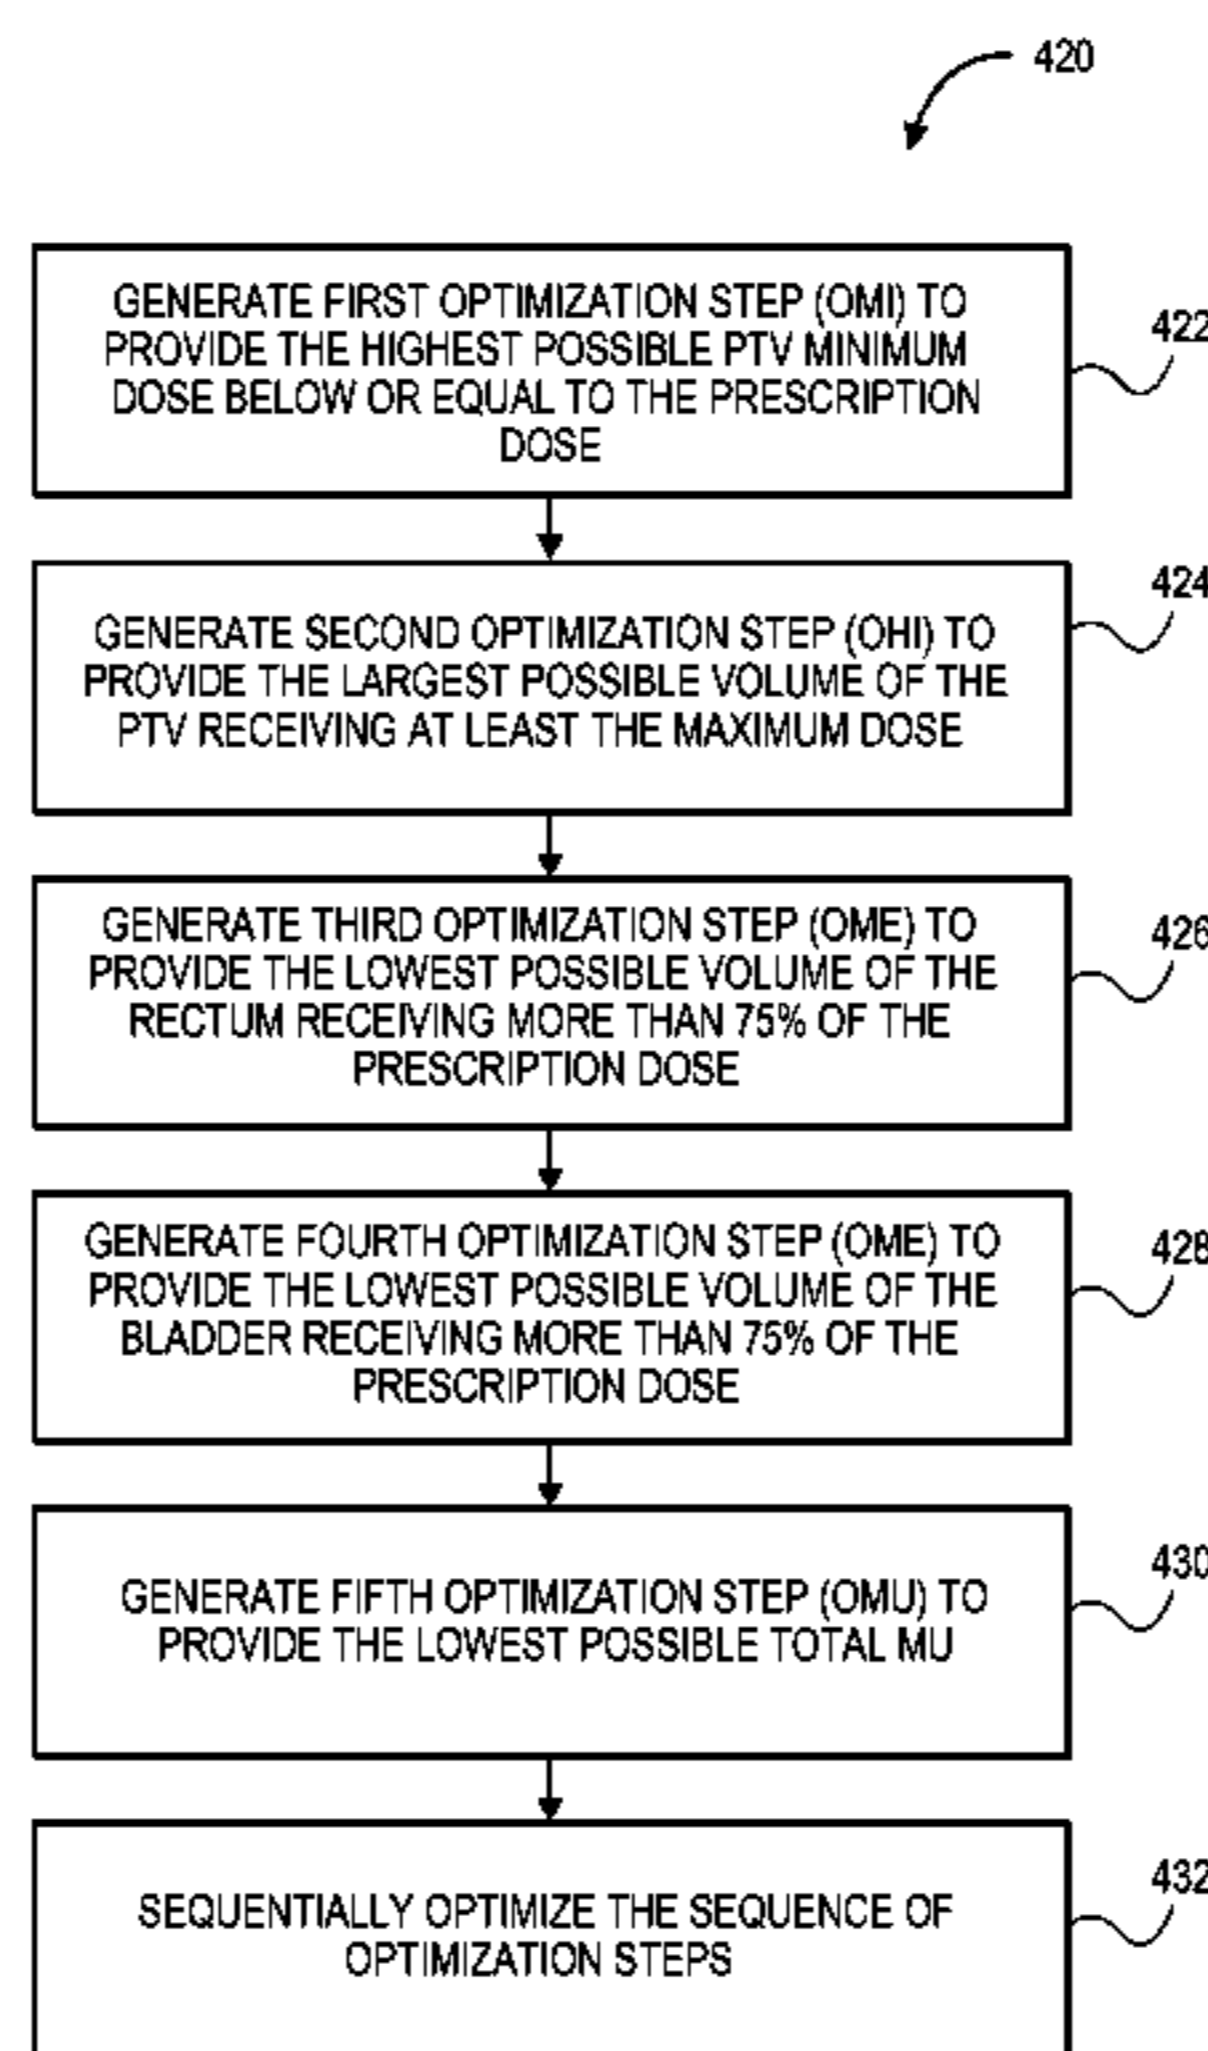 420
GENERATE FIRST OPTIMIZATION STEP (OMI) TO
PROVIDE THE HIGHEST POSSIBLE PTV MINIMUM
DOSE BELOW OR EQUAL TO THE PRESCRIPTION
DOSE
422
GENERATE SECOND OPTIMIZATION STEP (OHI) TO
PROVIDE THE LARGEST POSSIBLE VOLUME OF THE
PTV RECEIVING AT LEAST THE MAXIMUM DOSE
424
GENERATE THIRD OPTIMIZATION STEP (OME) TO
PROVIDE THE LOWEST POSSIBLE VOLUME OF THE
RECTUM RECEIVING MORE THAN 75% OF THE
PRESCRIPTION DOSE
426
GENERATE FOURTH OPTIMIZATION STEP (OME) TO
PROVIDE THE LOWEST POSSIBLE VOLUME OF THE
BLADDER RECEIVING MORE THAN 75% OF THE
PRESCRIPTION DOSE
428
GENERATE FIFTH OPTIMIZATION STEP (OMU) TO
PROVIDE THE LOWEST POSSIBLE TOTAL MU
430
SEQUENTIALLY OPTIMIZE THE SEQUENCE OF
OPTIMIZATION STEPS
432